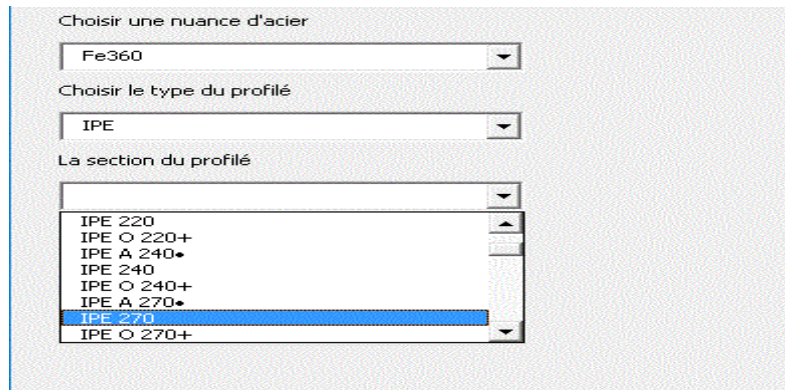 Choisir une nuance d'acier
Fe360
Choisir le type du profilé
IPE
La section du profilé
IPE 220
IPE O 220+
IPE A 240•
IPE 240
IPE O 240+
IPE A 270•
IPE 270
IPE O 270+